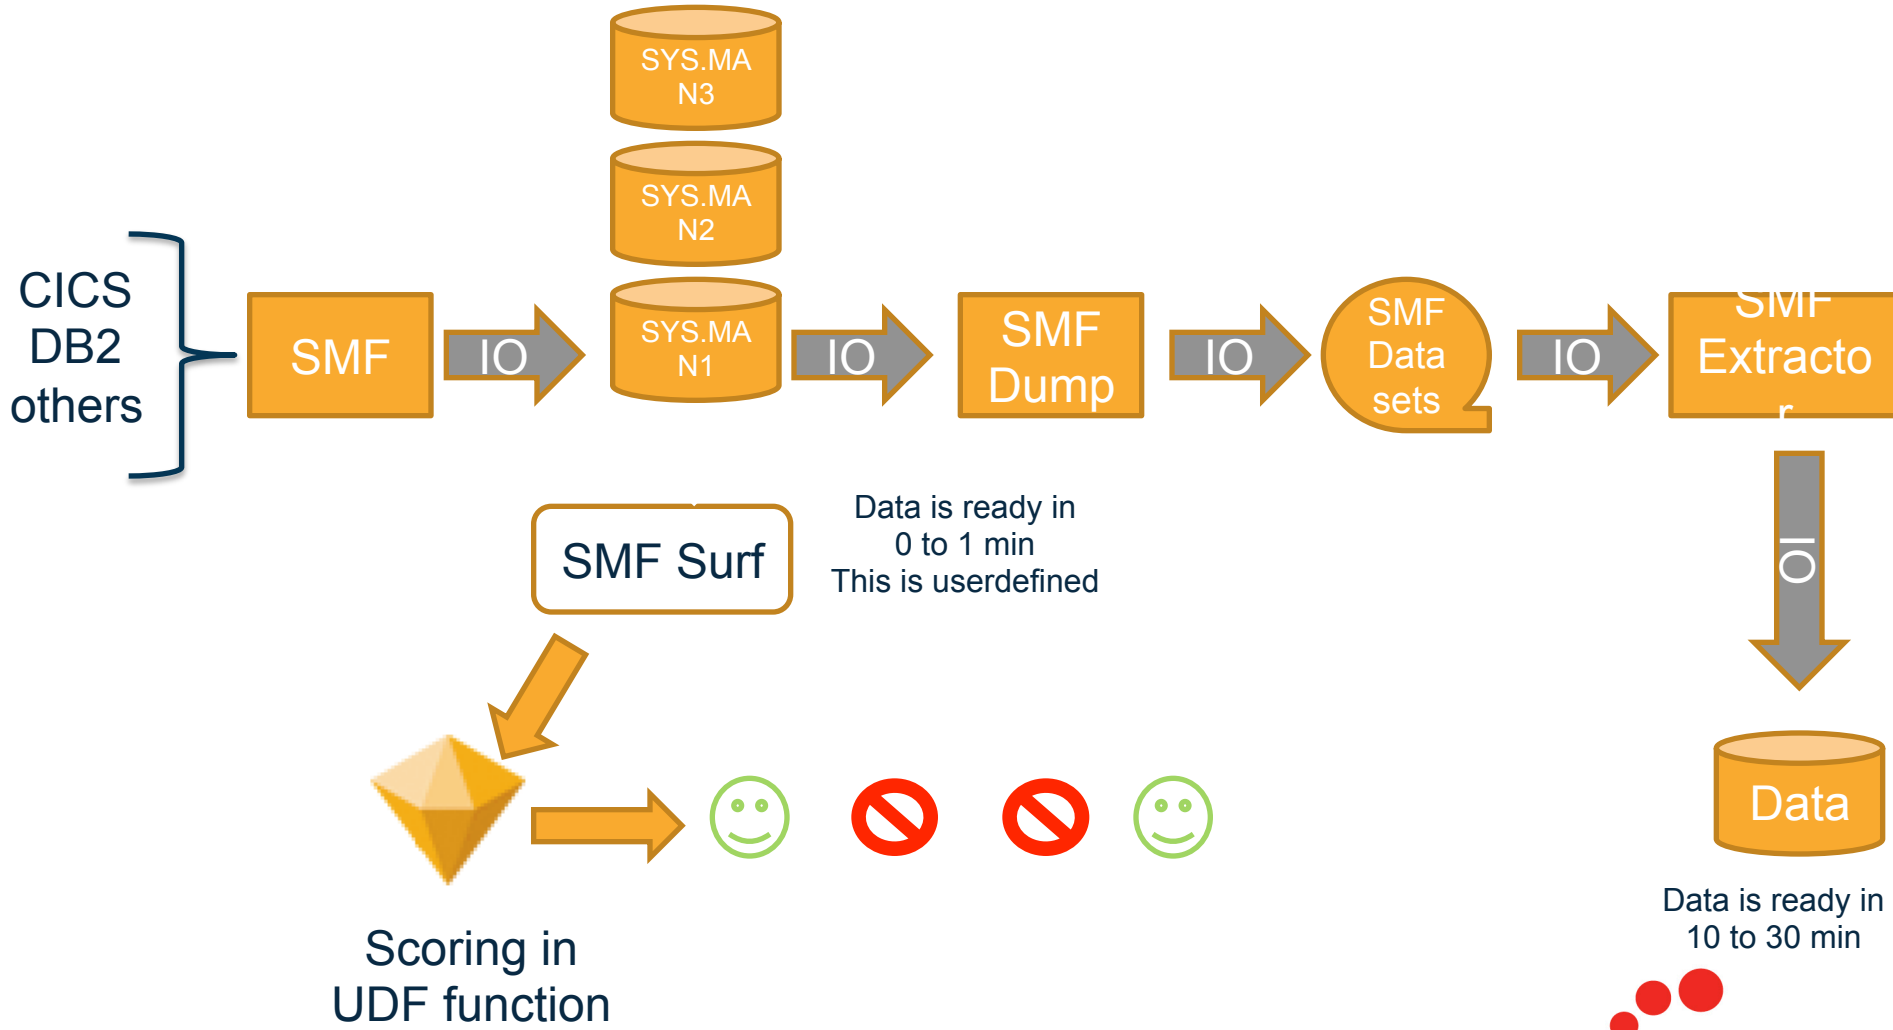 SYS.MA
N3
SYS.MA
N2
SYS.MA
N1
CICS
DB2
others
SMF
IO
IO
SMF
Dump
IO
SMF
Data
sets
IO
SMF
Extracto
r
IO
SMF Surf
Data is ready in
0 to 1 min
This is userdefined
Data
Data is ready in
10 to 30 min
Scoring in
UDF function